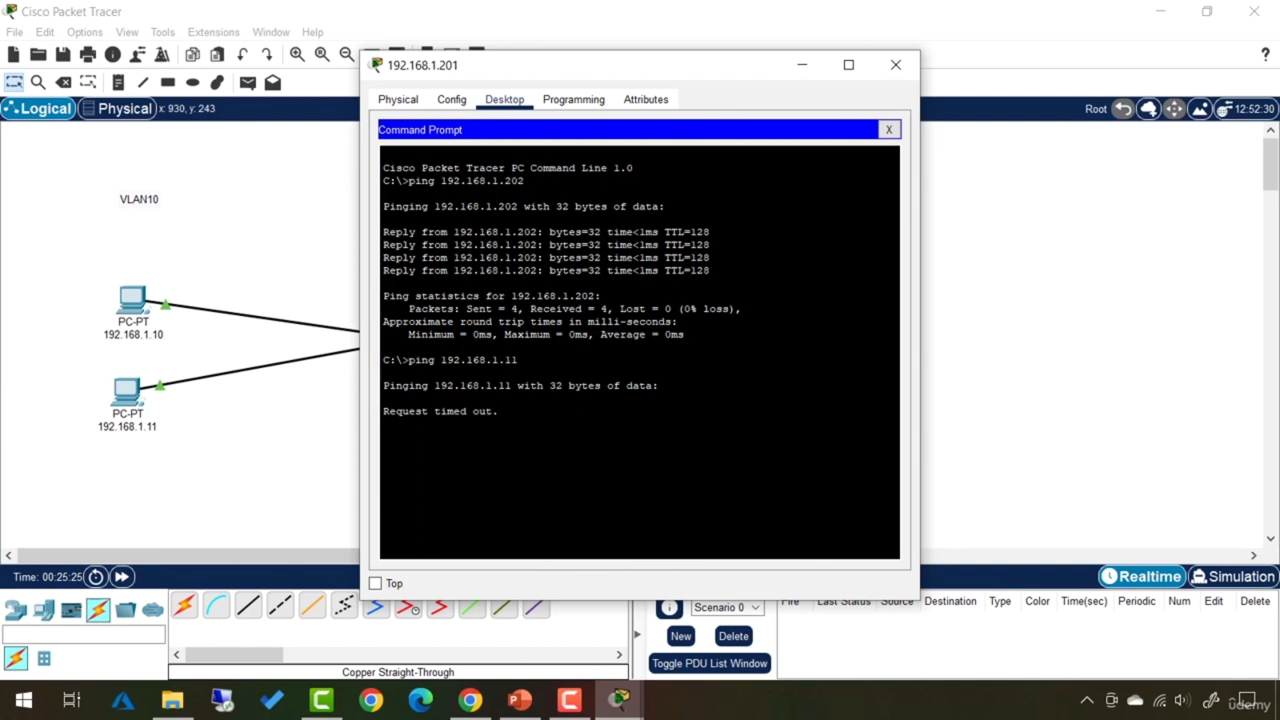 Cisco Packet Tracer
File Edit Options View Tools Extensions Window Help
Logical Physical x: 930, y: 243
Root 12:52:30
VLAN10
PC-PT
192.168.1.10
PC-PT
192.168.1.11
192.168.1.201
Physical Config Desktop Programming Attributes
Command Prompt
X
Cisco Packet Tracer PC Command Line 1.0
C:\>ping 192.168.1.202
Pinging 192.168.1.202 with 32 bytes of data:
Reply from 192.168.1.202: bytes=32 time<1ms TTL=128
Reply from 192.168.1.202: bytes=32 time<1ms TTL=128
Reply from 192.168.1.202: bytes=32 time<1ms TTL=128
Reply from 192.168.1.202: bytes=32 time<1ms TTL=128
Ping statistics for 192.168.1.202:
Packets: Sent = 4, Received = 4, Lost = 0 (0% loss),
Approximate round trip times in milli-seconds:
Minimum = 0ms, Maximum = 0ms, Average = 0ms
C:\>ping 192.168.1.11
Pinging 192.168.1.11 with 32 bytes of data:
Request timed out.
Top
Time: 00:25:25
Realtime Simulation
Scenario 0
Fire Last Status Source Destination Type Color Time(sec) Periodic Num Edit Delete
New Delete
Toggle PDU List Window
Copper Straight-Through
udemy